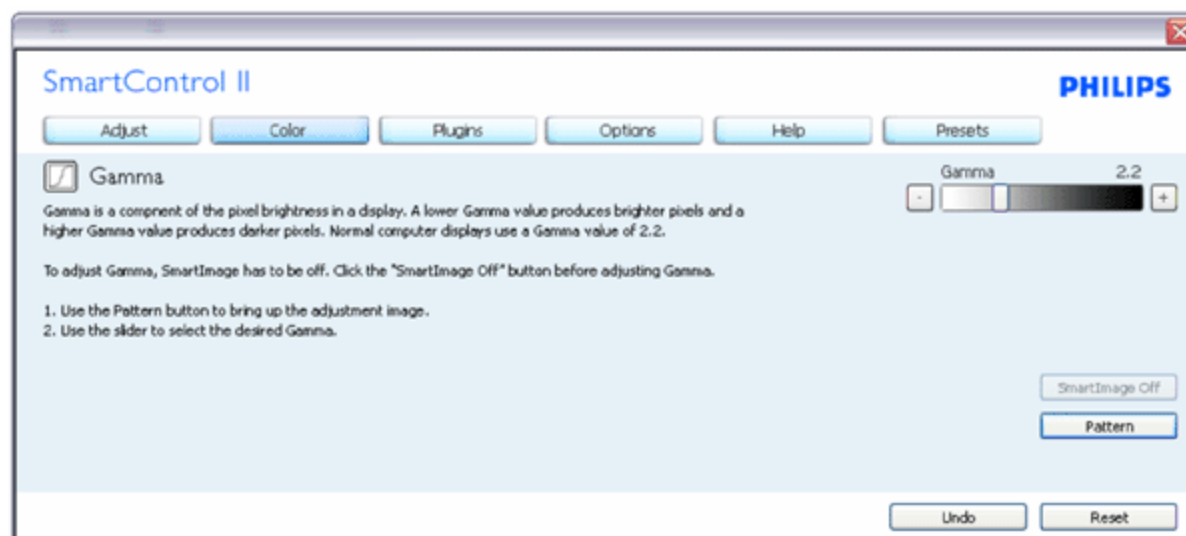 SmartControl II
PHILIPS
Adjust Color Plugins Options Help Presets
Gamma
Gamma 2.2
- +
Gamma is a compnent of the pixel brightness in a display. A lower Gamma value produces brighter pixels and a
higher Gamma value produces darker pixels. Normal computer displays use a Gamma value of 2.2.
To adjust Gamma, SmartImage has to be off. Click the "SmartImage Off" button before adjusting Gamma.
1. Use the Pattern button to bring up the adjustment image.
2. Use the slider to select the desired Gamma.
SmartImage Off
Pattern
Undo Reset